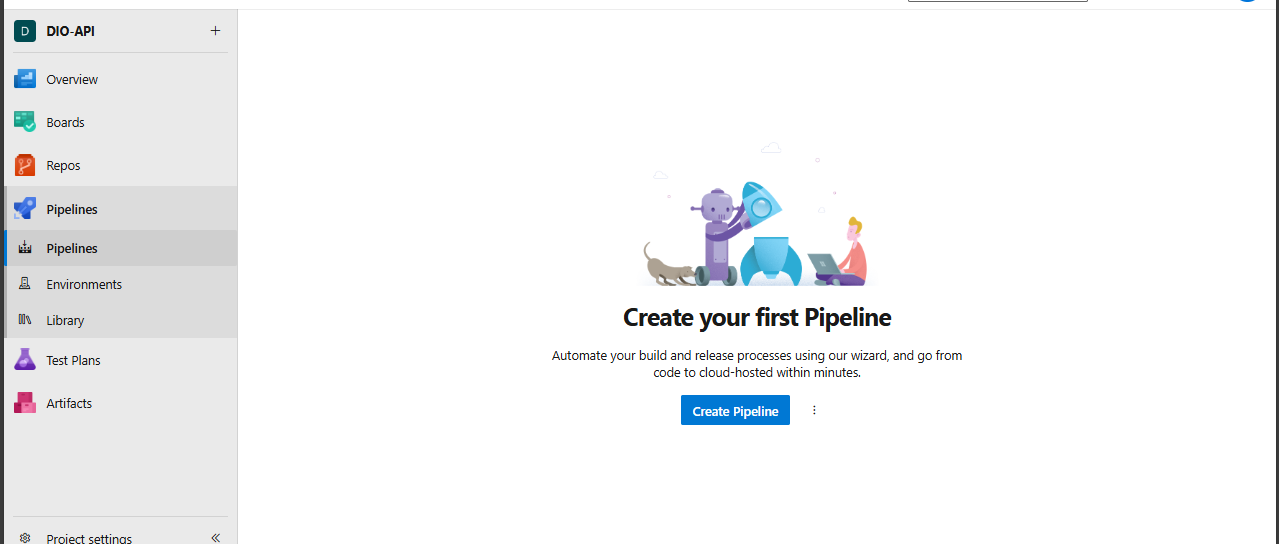 D DIO-API +
Overview
Boards
Repos
Pipelines
Pipelines
Environments
Library
Test Plans
Artifacts
Project settings
Create your first Pipeline
Automate your build and release processes using our wizard, and go from
code to cloud-hosted within minutes.
Create Pipeline